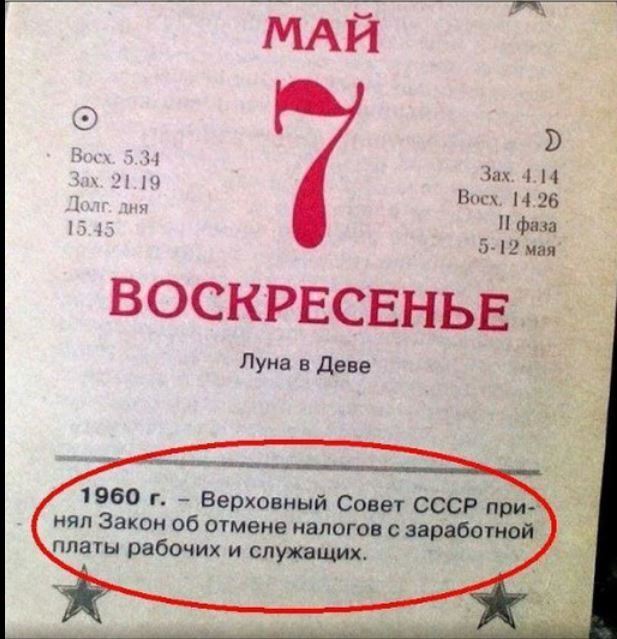 МАЙ
7
Восх. 5.34
Зах. 21.19
Долг. дня
15.45
Зах. 4.14
Восх. 14.26
II фаза
5-12 мая
ВОСКРЕСЕНЬЕ
Луна в Деве
1960 г. – Верховный Совет СССР при-
нял Закон об отмене налогов с заработной
платы рабочих и служащих.